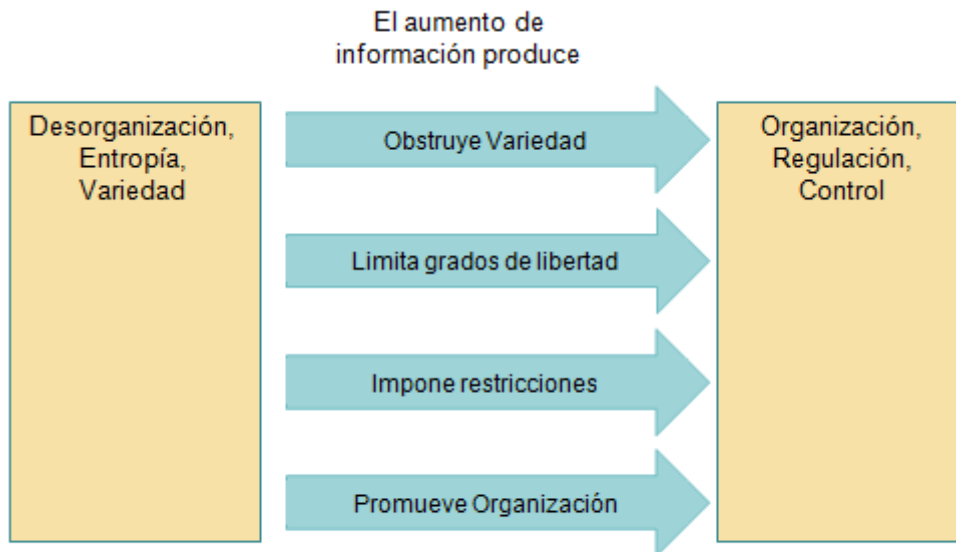 El aumento de
información produce
Desorganización,
Entropía,
Variedad
Obstruye Variedad
Limita grados de libertad
Impone restricciones
Promueve Organización
Organización,
Regulación,
Control